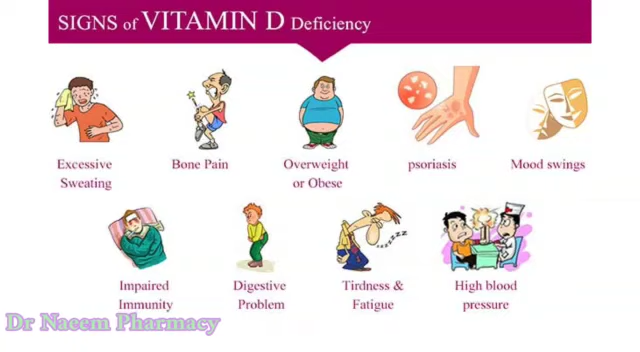 SIGNS of VITAMIN D Deficiency
Excessive
Sweating
Bone Pain
Overweight
or Obese
psoriasis
Mood swings
Impaired
Immunity
Digestive
Problem
Tirdness &
Fatigue
zzzzz
High blood
pressure
Dr Naeem Pharmacy